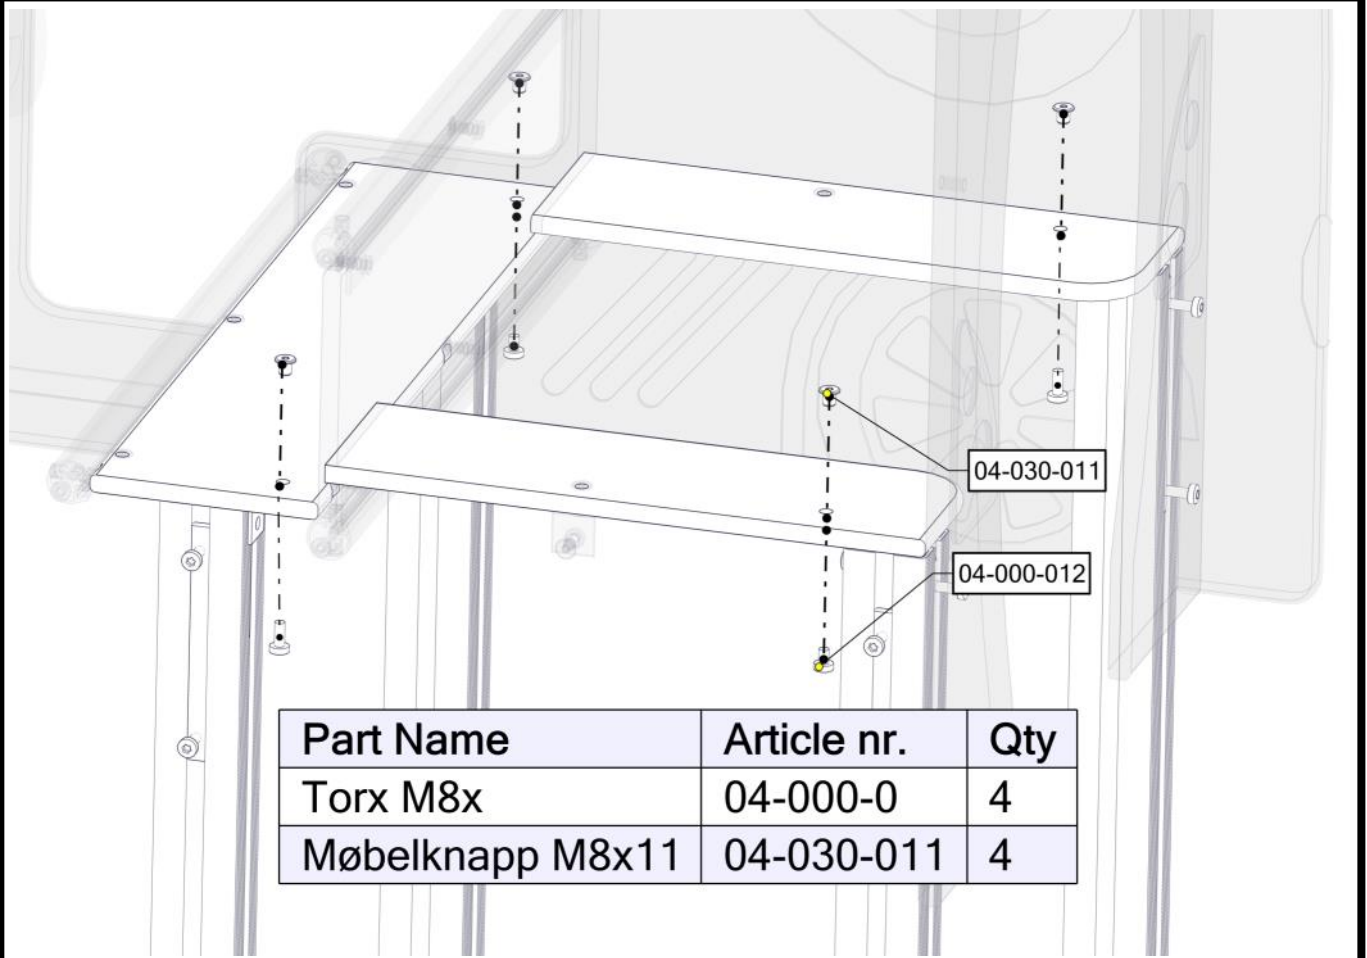 04-030-011
04-000-012
Part Name Article nr. Qty
Torx M8x 04-000-0 4
Møbelknapp M8x11 04-030-011 4